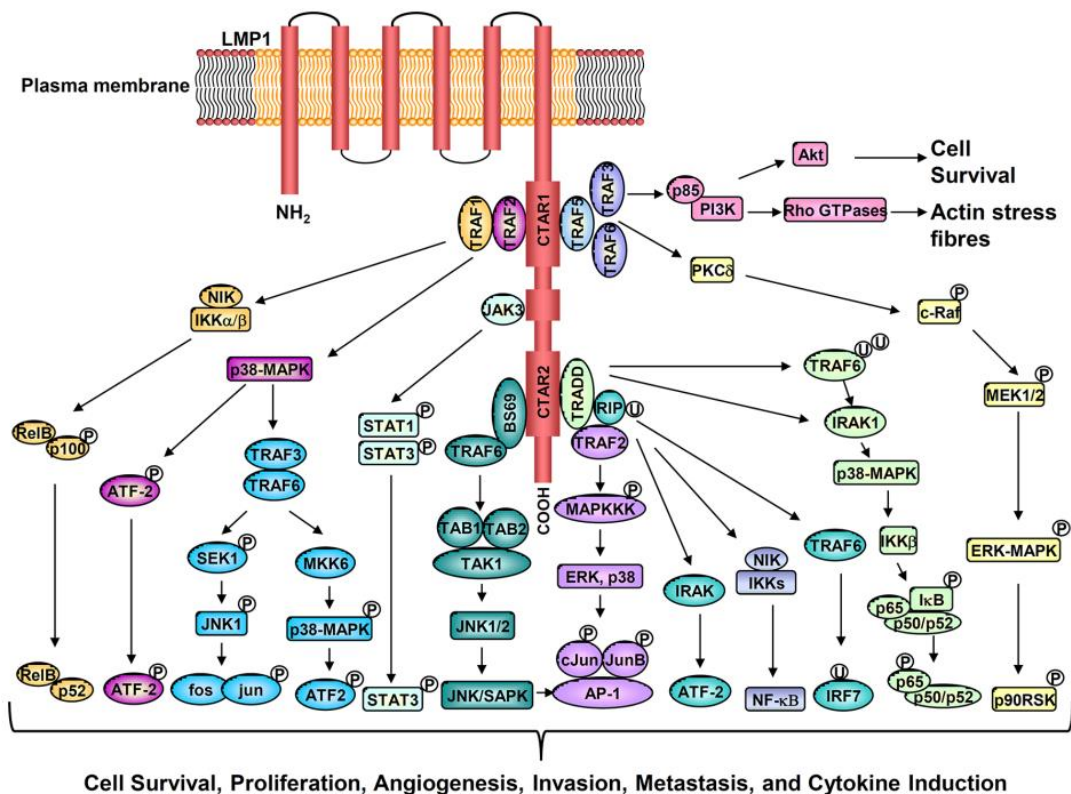 LMP1
Plasma membrane
NH2
CTAR1
TRAF1
TRAF2
TRAF5
TRAF3
TRAF6
p85
PI3K
Akt
Cell
Survival
Rho GTPases
Actin stress
fibres
PKCδ
c-Raf
P
NIK
IKKα/β
JAK3
p38-MAPK
CTAR2
BS69
TRADD
RIP
U
TRAF2
TRAF6
U
U
IRAK1
p38-MAPK
MEK1/2
P
RelB
p100
P
ATF-2
P
TRAF3
TRAF6
STAT1
P
STAT3
P
TRAF6
COOH
MAPKKK
P
SEK1
P
MKK6
TAB1
TAB2
TAK1
ERK, p38
IRAK
NIK
IKKs
TRAF6
IKKβ
ERK-MAPK
P
JNK1
P
p38-MAPK
P
JNK1/2
IκB
P
p65
p50/p52
RelB
p52
ATF-2
P
fos
jun
P
ATF2
P
STAT3
P
JNK/SAPK
cJun
P
JunB
P
AP-1
ATF-2
NF-κB
U
IRF7
P
p65
p50/p52
p90RSK
P
Cell Survival, Proliferation, Angiogenesis, Invasion, Metastasis, and Cytokine Induction